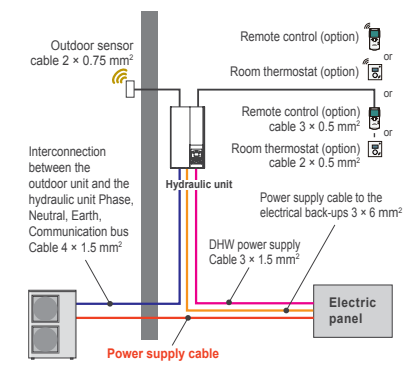 Outdoor sensor
cable 2 × 0.75 mm²
Remote control (option)
or
Room thermostat (option)
or
Remote control (option)
cable 3 × 0.5 mm²
or
Room thermostat (option)
cable 2 × 0.5 mm²
Interconnection
between the
outdoor unit and the
hydraulic unit Phase,
Neutral, Earth,
Communication bus
Cable 4 × 1.5 mm²
Hydraulic unit
Power supply cable to the
electrical back-ups 3 × 6 mm²
DHW power supply
Cable 3 × 1.5 mm²
Electric
panel
Power supply cable